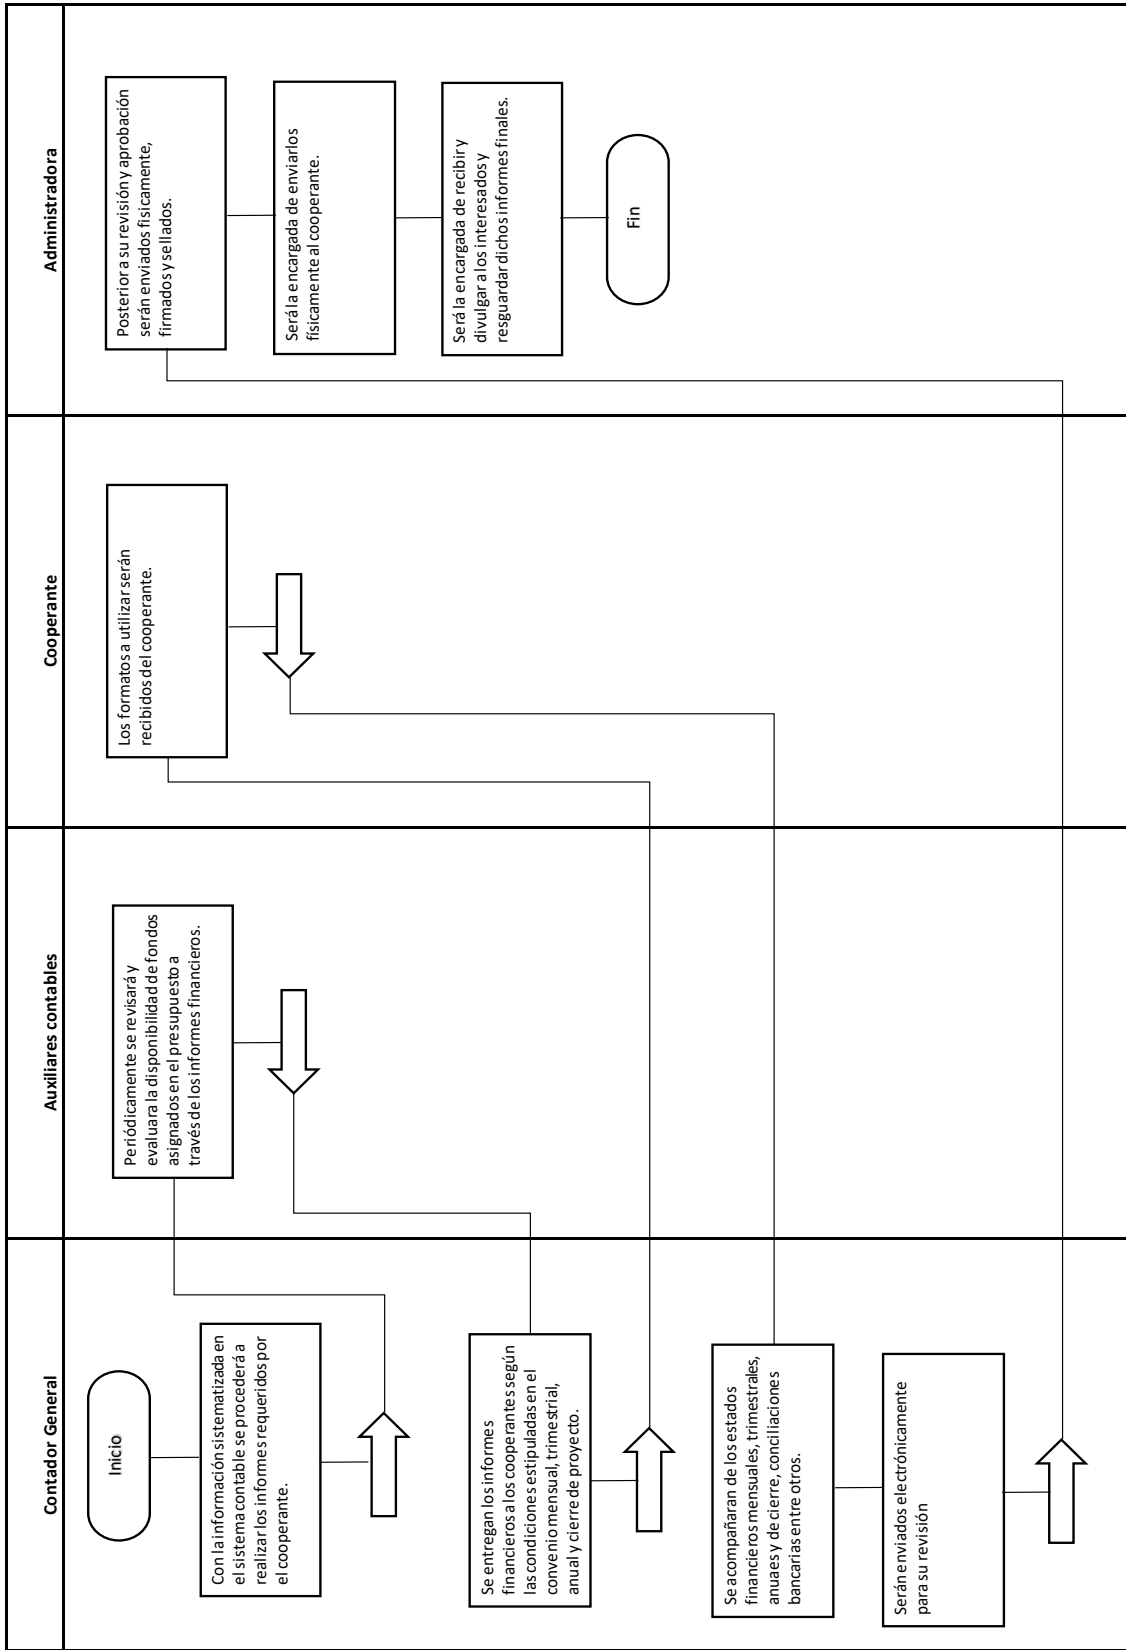 Contador General
Auxiliares contables
Cooperante
Administradora
Inicio
Con la información sistematizada en
el sistema contable se procederá a
realizar los informes requeridos por
el cooperante.
Periódicamente se revisará y
evaluara la disponibilidad de fondos
asignados en el presupuesto a
través de los informes financieros.
Se entregan los informes
financieros a los cooperantes según
las condiciones estipuladas en el
convenio mensual, trimestrial,
anual y cierre de proyecto.
Los formatos a utilizar serán
recibidos del cooperante.
Se acompañaran de los estados
financieros mensuales, trimestrales,
anuaes y de cierre, conciliaciones
bancarias entre otros.
Serán enviados electrónicamente
para su revisión
Posterior a su revisión y aprobación
serán enviados fisicamente,
firmados y sellados.
Será la encargada de enviarlos
físicamente al cooperante.
Será la encargada de recibir y
divulgar a los interesados y
resguardar dichos informes finales.
Fin